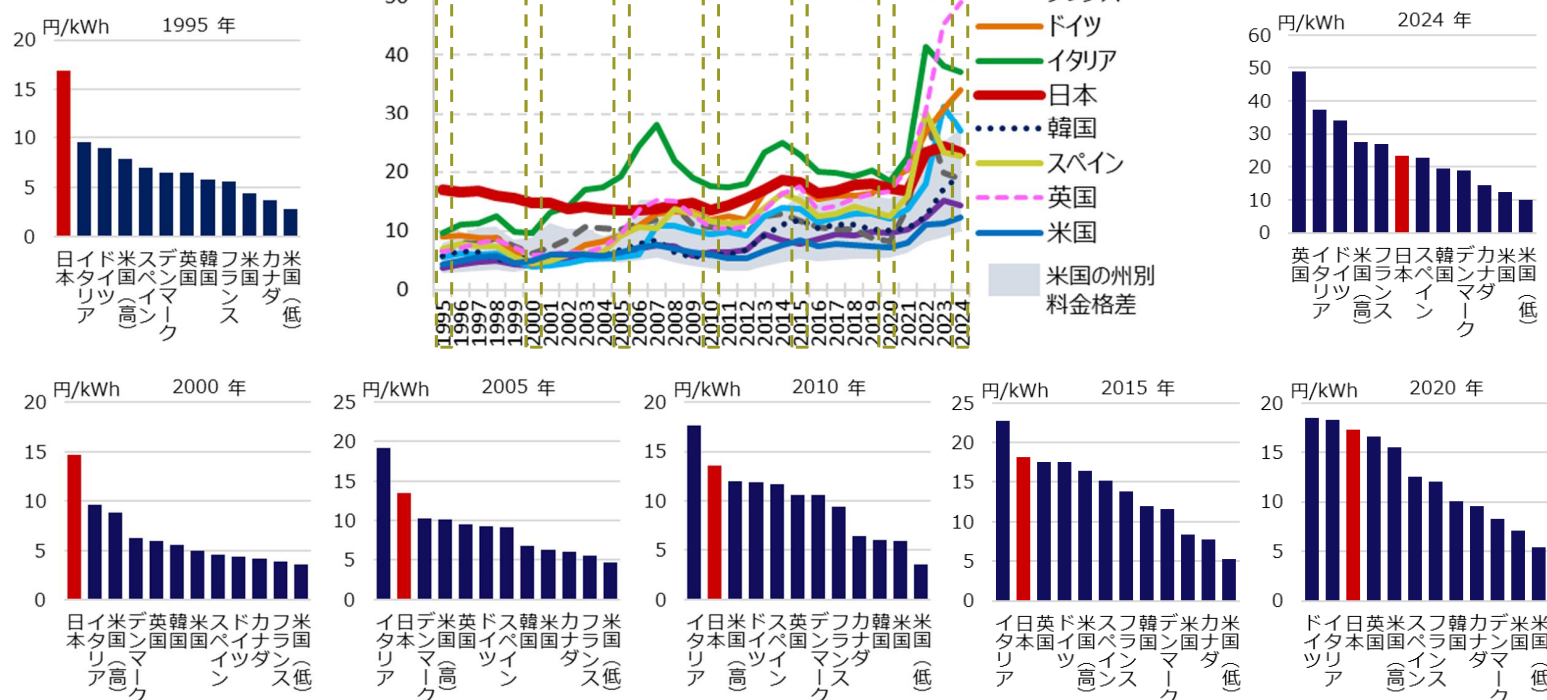 円/kWh 1995 年
20
15
10
5
0
日本
イタリア
ドイツ
米国（高）
スペイン
デンマーク
英国
韓国
フランス
米国
カナダ
米国（低）
40
30
20
10
0
1995
1996
1997
1998
1999
2000
2001
2002
2003
2004
2005
2006
2007
2008
2009
2010
2011
2012
2013
2014
2015
2016
2017
2018
2019
2020
2021
2022
2023
2024
ドイツ
イタリア
日本
韓国
スペイン
英国
米国
米国の州別
料金格差
円/kWh 2024 年
60
50
40
30
20
10
0
英国
イタリア
ドイツ
米国（高）
フランス
日本
スペイン
韓国
デンマーク
カナダ
米国
米国（低）
円/kWh 2000 年
20
15
10
5
0
日本
イタリア
米国（高）
デンマーク
英国
韓国
米国
スペイン
ドイツ
カナダ
フランス
米国（低）
円/kWh 2005 年
25
20
15
10
5
0
イタリア
日本
デンマーク
米国（高）
英国
ドイツ
スペイン
韓国
米国
カナダ
フランス
米国（低）
円/kWh 2010 年
20
15
10
5
0
イタリア
日本
米国（高）
ドイツ
スペイン
英国
デンマーク
フランス
カナダ
韓国
米国
米国（低）
円/kWh 2015 年
25
20
15
10
5
0
イタリア
日本
英国
ドイツ
米国（高）
スペイン
フランス
韓国
デンマーク
米国
カナダ
米国（低）
円/kWh 2020 年
20
15
10
5
0
ドイツ
イタリア
日本
英国
米国（高）
スペイン
フランス
韓国
カナダ
デンマーク
米国
米国（低）